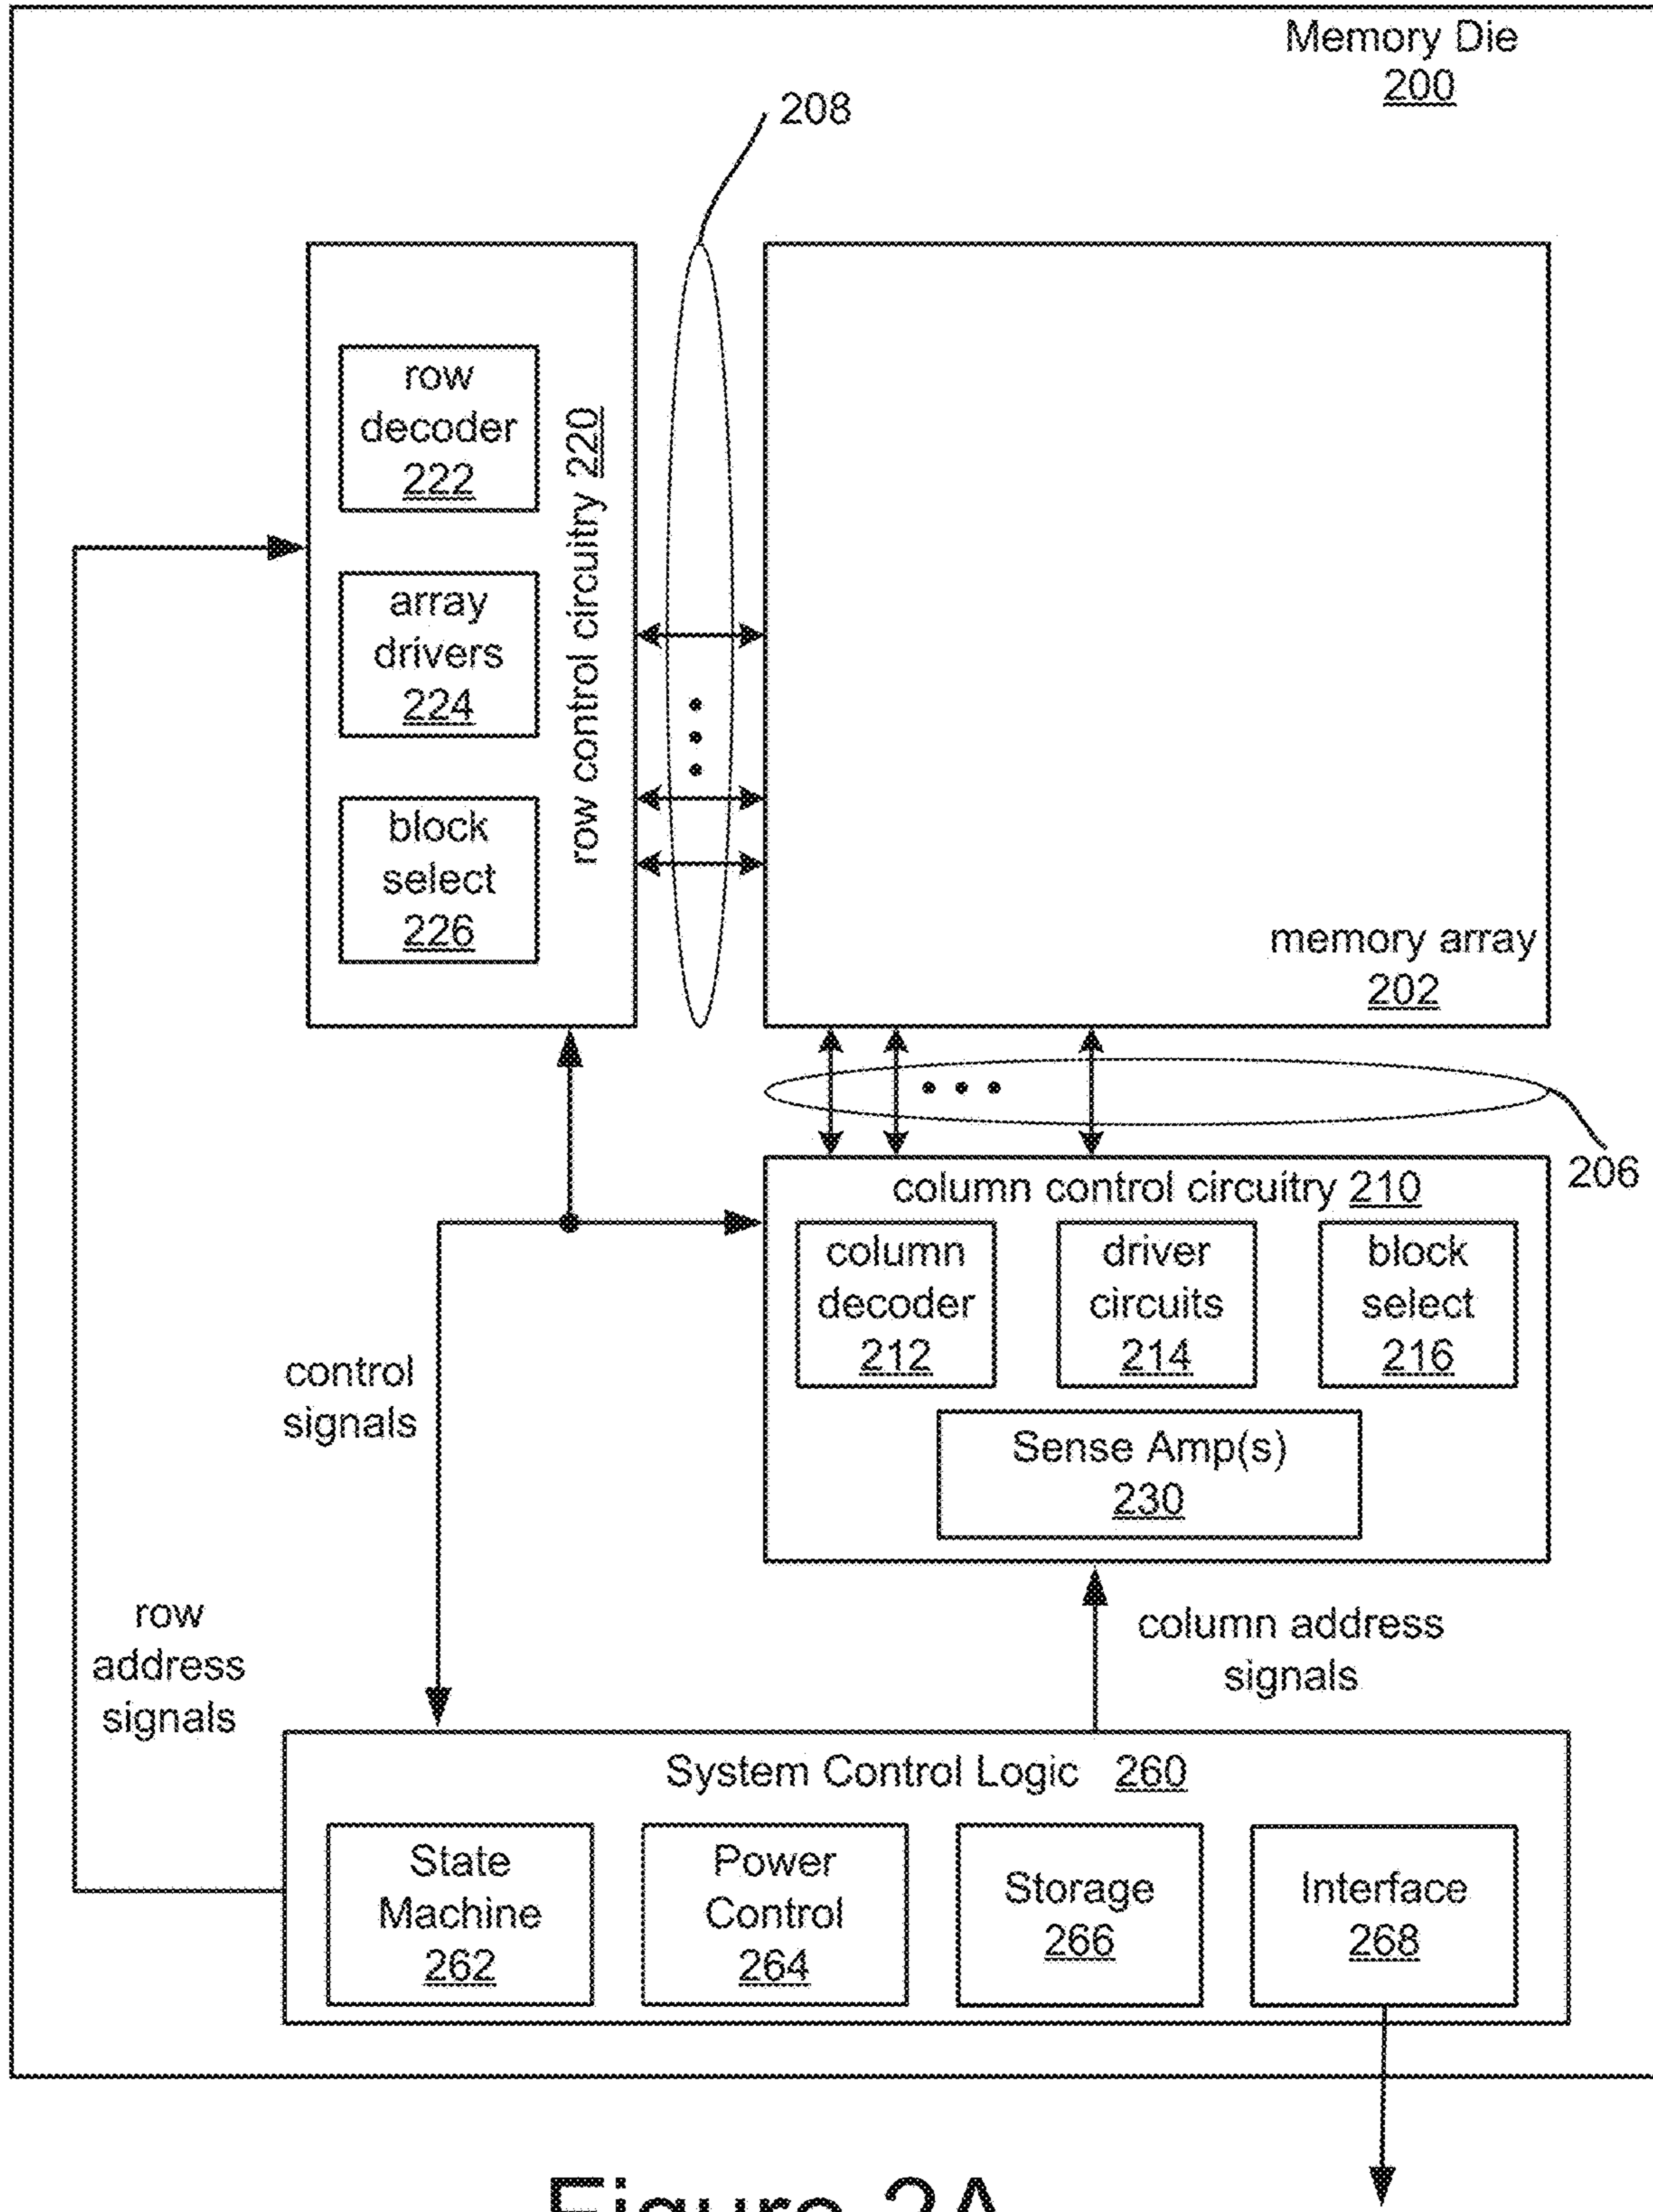 Memory Die
200
208
row
decoder
222
array
drivers
224
block
select
226
row control circuitry 220
memory array
202
206
column control circuitry 210
column
decoder
212
driver
circuits
214
block
select
216
Sense Amp(s)
230
control
signals
row
address
signals
column address
signals
System Control Logic 260
State
Machine
262
Power
Control
264
Storage
266
Interface
268
Figure 2A